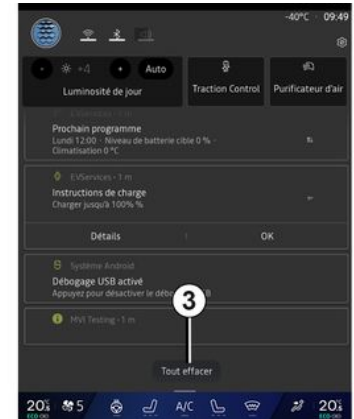 -40°C 09:49
- +4 + Auto
Luminosité de jour
Traction Control
Purificateur d'air
Prochain programme
Lundi 12:00 - Niveau de batterie cible 0 % -
Climatisation 0 °C
EVServices • 1 m
Instructions de charge
Charger jusqu'à 100% %
Détails
OK
Système Android
Débogage USB activé
Appuyez pour désactiver le débo B
MVI Testing • 1 m
3
Tout effacer
20% 5 A/C 20%
ECO